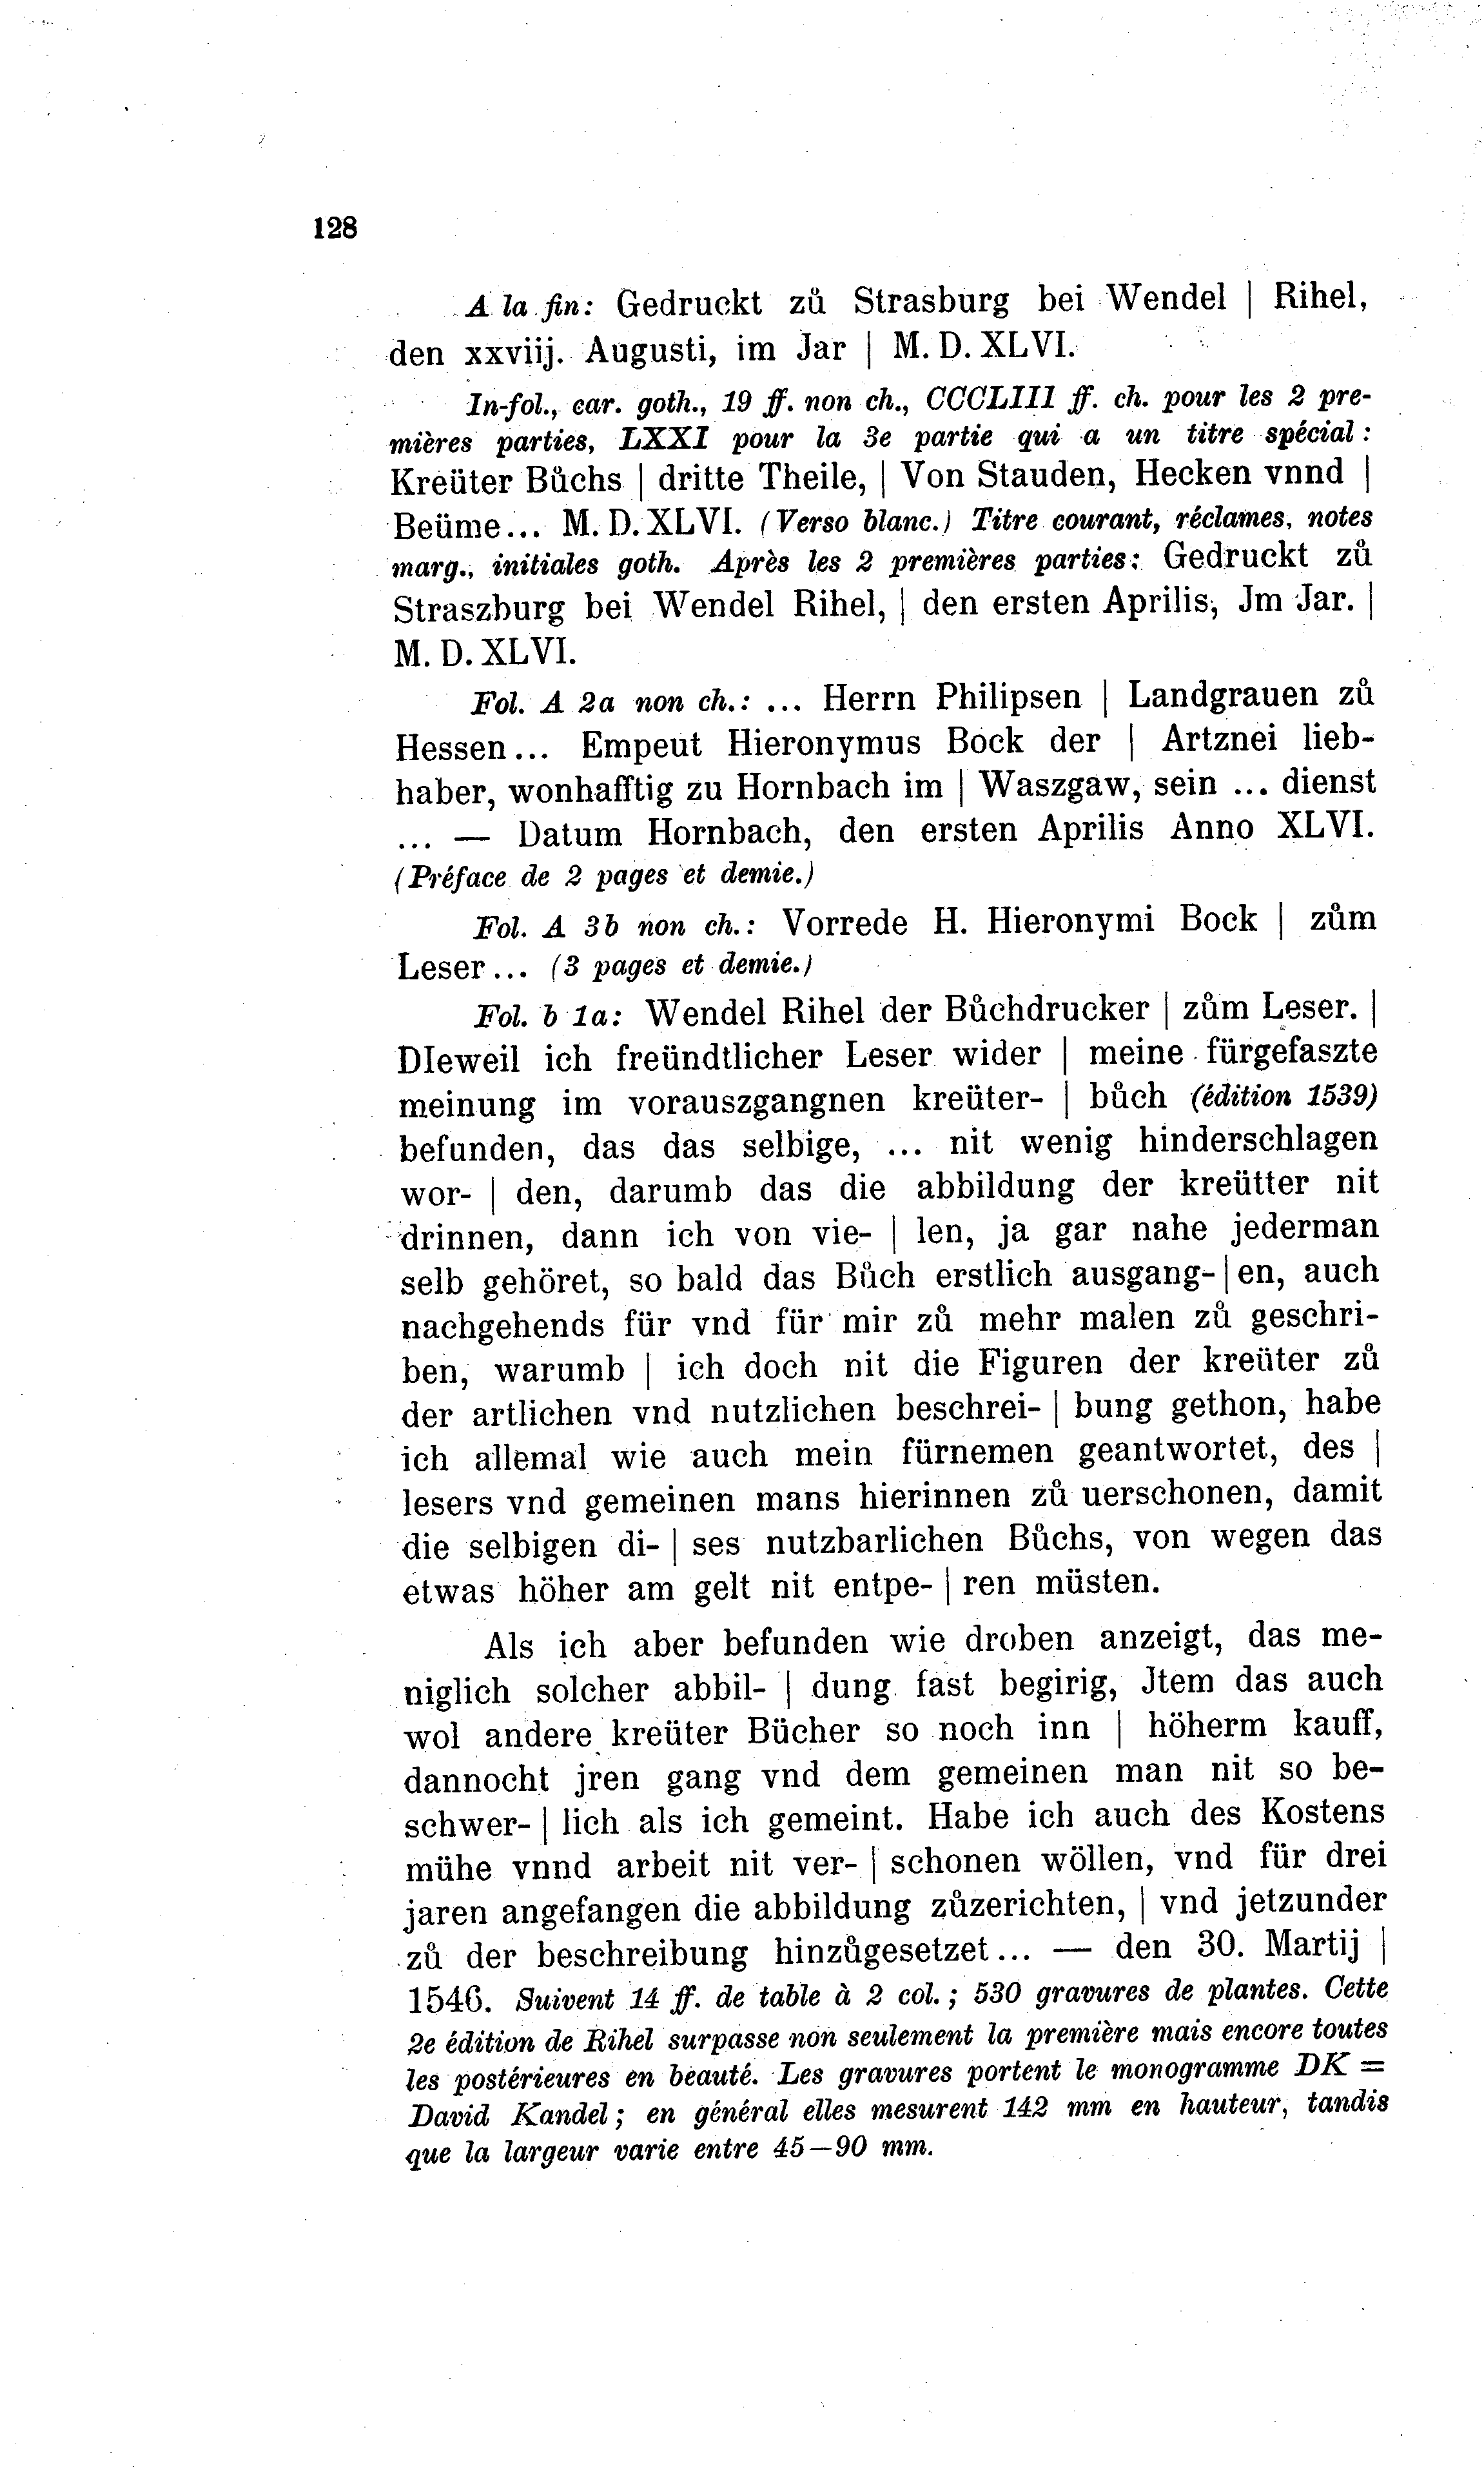 128
A la fin: Gedruckt zů Strasburg bei Wendel | Rihel,
den xxviij. Augusti, im Jar | M. D. XLVI.
In-fol., car. goth., 19 ff. non ch., CCCLIII ff. ch. pour les 2 pre-
mières parties, LXXI pour la 3e partie qui a un titre spécial :
Kreüter Bůchs | dritte Theile, | Von Stauden, Hecken vnnd |
Beüme... M. D. XLVI. (Verso blanc.) Titre courant, réclames, notes
marg., initiales goth. Après les 2 premières parties: Gedruckt zů
Straszburg bei Wendel Rihel, | den ersten Aprilis, Jm Jar. |
M. D. XLVI.
Fol. A 2a non ch.: ... Herrn Philipsen | Landgrauen zů
Hessen... Empeut Hieronymus Bock der | Artznei lieb-
haber, wonhafftig zu Hornbach im | Waszgaw, sein ... dienst
... — Datum Hornbach, den ersten Aprilis Anno XLVI.
(Préface de 2 pages et demie.)
Fol. A 3b non ch.: Vorrede H. Hieronymi Bock | zům
Leser... (3 pages et demie.)
Fol. b 1a: Wendel Rihel der Bůchdrucker | zům Leser. |
DIeweil ich freündtlicher Leser wider | meine fürgefaszte
meinung im vorauszgangnen kreüter- | bůch (édition 1539)
befunden, das das selbige, ... nit wenig hinderschlagen
wor- | den, darumb das die abbildung der kreütter nit
drinnen, dann ich von vie- | len, ja gar nahe jederman
selb gehöret, so bald das Bůch erstlich ausgang- | en, auch
nachgehends für vnd für mir zů mehr malen zů geschri-
ben, warumb | ich doch nit die Figuren der kreüter zů
der artlichen vnd nutzlichen beschrei- | bung gethon, habe
ich allemal wie auch mein fürnemen geantwortet, des |
lesers vnd gemeinen mans hierinnen zů uerschonen, damit
die selbigen di- | ses nutzbarlichen Bůchs, von wegen das
etwas höher am gelt nit entpe- | ren müsten.
Als ich aber befunden wie droben anzeigt, das me-
niglich solcher abbil- | dung fast begirig, Jtem das auch
wol andere kreüter Bücher so noch inn | höherm kauff,
dannocht jren gang vnd dem gemeinen man nit so be-
schwer- | lich als ich gemeint. Habe ich auch des Kostens
mühe vnnd arbeit nit ver- | schonen wöllen, vnd für drei
jaren angefangen die abbildung zůzerichten, | vnd jetzunder
zů der beschreibung hinzůgesetzet... — den 30. Martij |
1546. Suivent 14 ff. de table à 2 col. ; 530 gravures de plantes. Cette
2e édition de Rihel surpasse non seulement la première mais encore toutes
les postérieures en beauté. Les gravures portent le monogramme DK =
David Kandel ; en général elles mesurent 142 mm en hauteur, tandis
que la largeur varie entre 45—90 mm.